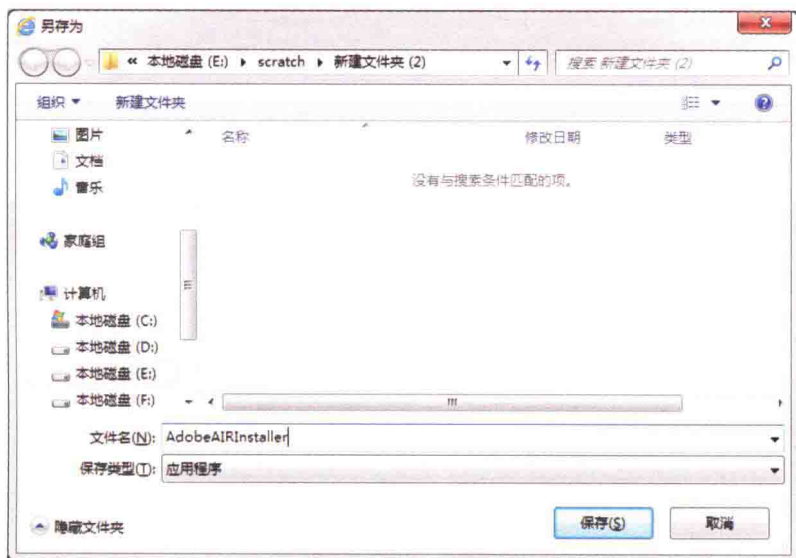 另存为
« 本地磁盘 (E:) ▸ scratch ▸ 新建文件夹 (2)
搜索 新建文件夹 (2)
组织 ▼ 新建文件夹
名称 修改日期 类型
没有与搜索条件匹配的项。
图片
文档
音乐
家庭组
计算机
本地磁盘 (C:)
本地磁盘 (D:)
本地磁盘 (E:)
本地磁盘 (F:)
文件名(N): AdobeAIRInstaller
保存类型(T): 应用程序
隐藏文件夹 保存(S) 取消